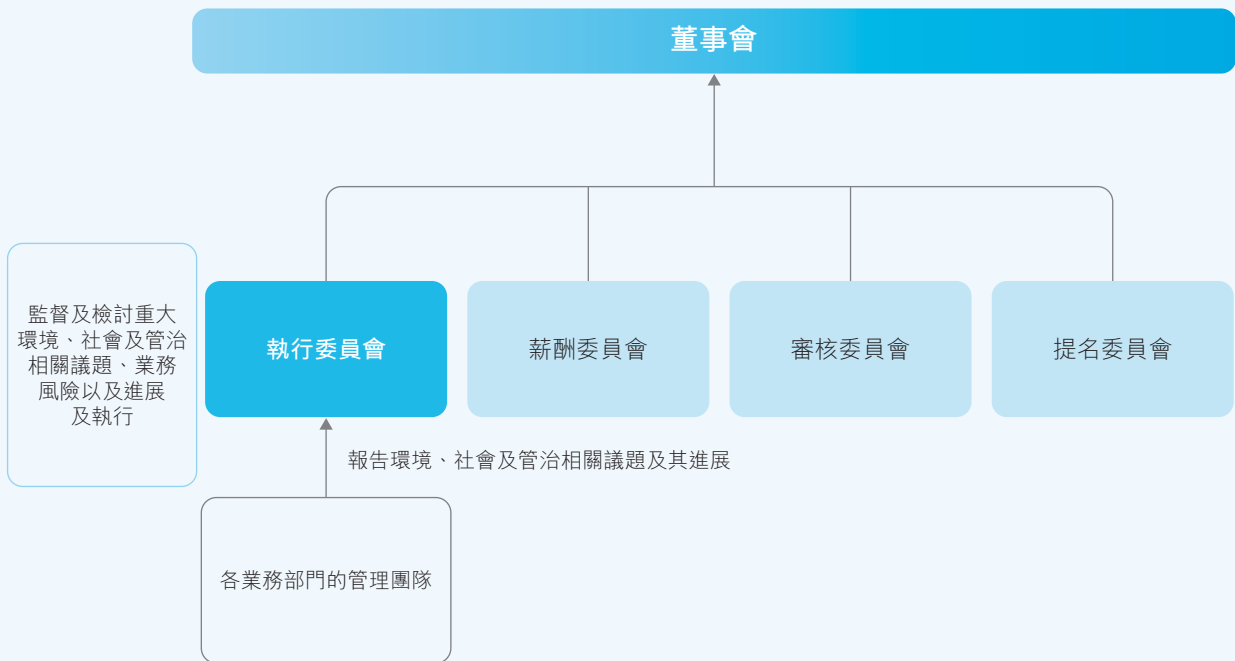 董事會
監督及檢討重大
環境、社會及管治
相關議題、業務
風險以及進展
及執行
執行委員會
薪酬委員會
審核委員會
提名委員會
報告環境、社會及管治相關議題及其進展
各業務部門的管理團隊